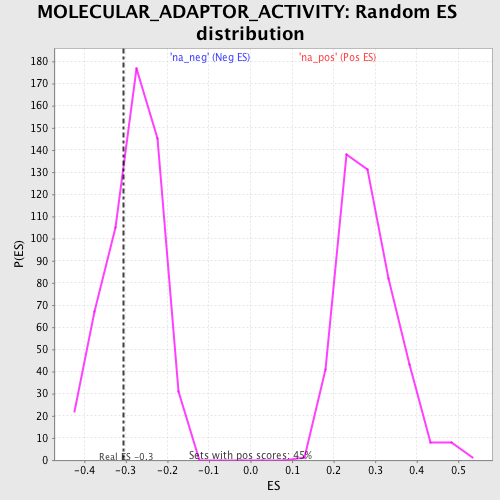 MOLECULAR_ADAPTOR_ACTIVITY: Random ES
distribution
'na_neg' (Neg ES) 'na_pos' (Pos ES)
P(ES)
180
170
160
150
140
130
120
110
100
90
80
70
60
50
40
30
20
10
0
Real ES -0.3 Sets with pos scores: 45%
-0.4 -0.3 -0.2 -0.1 0.0 0.1 0.2 0.3 0.4 0.5
ES